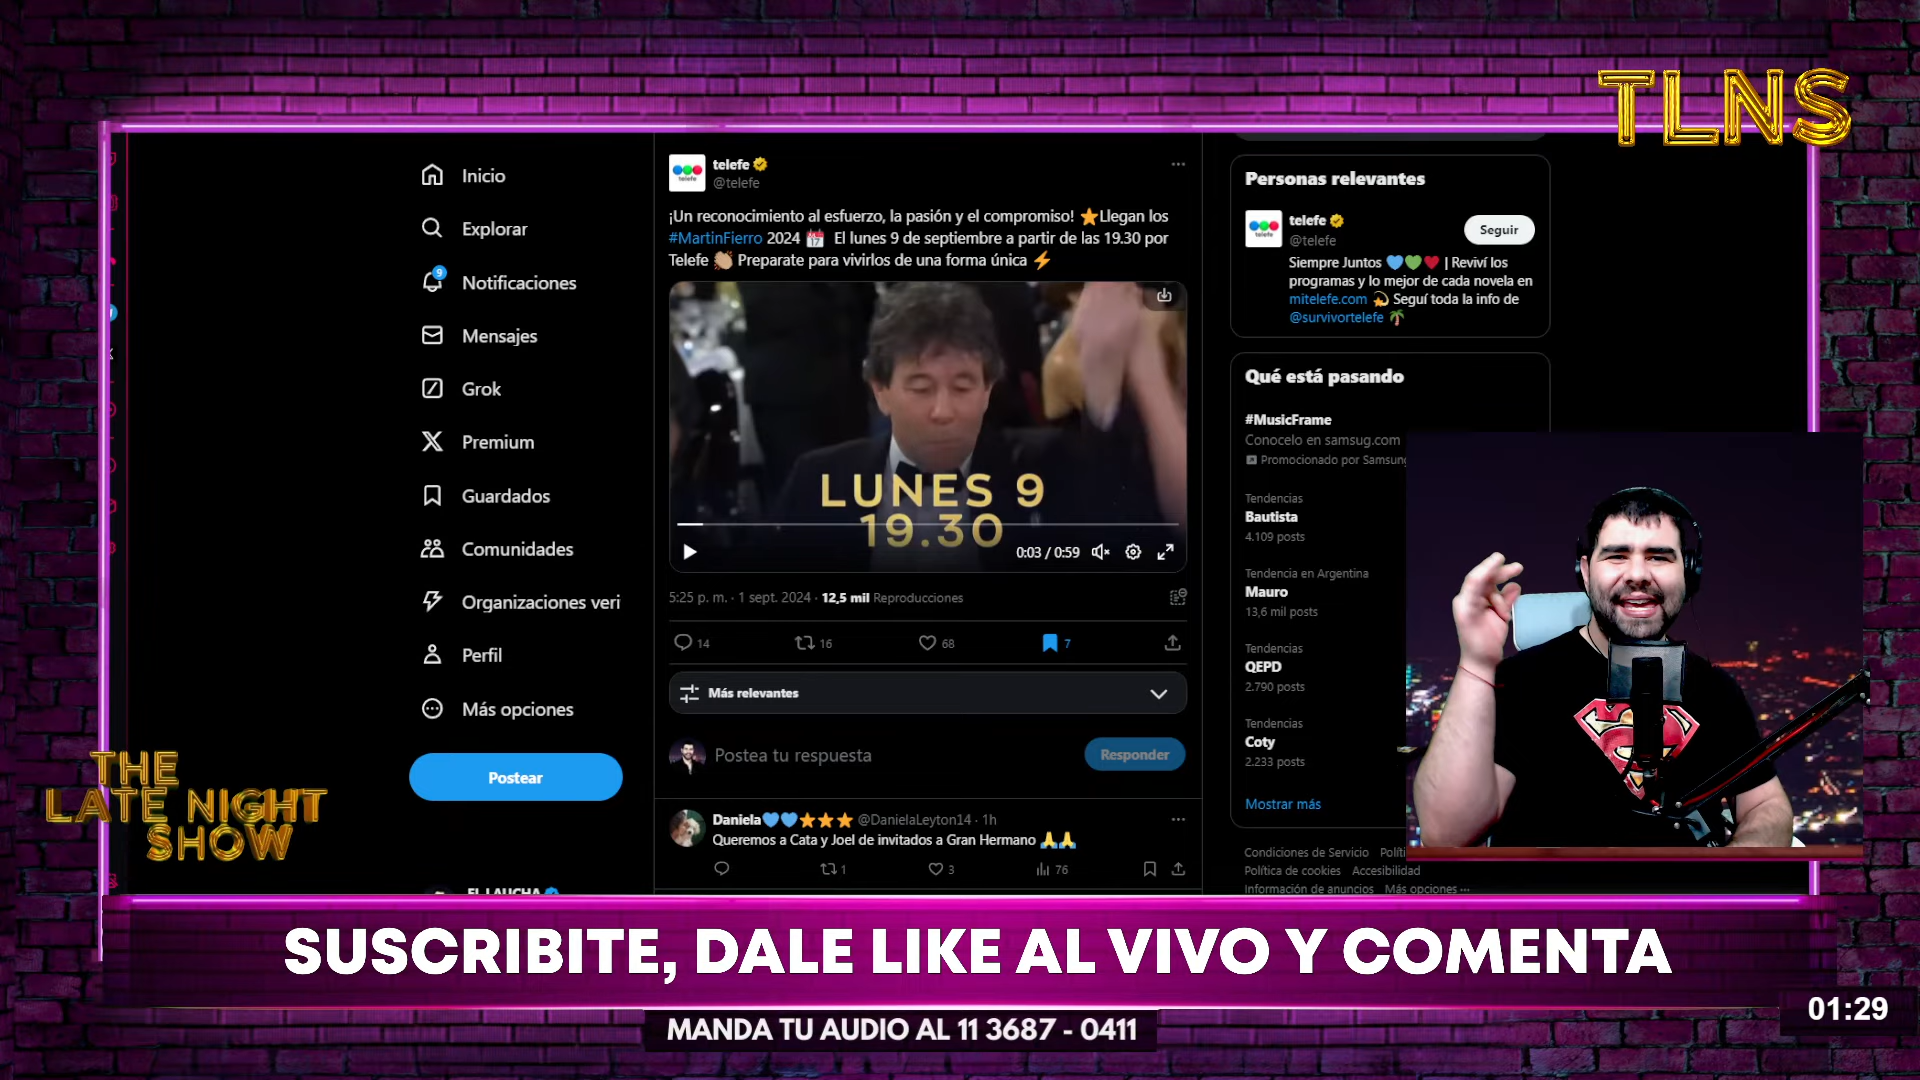 TLNS
Inicio
Explorar
9
Notificaciones
Mensajes
Grok
Premium
Guardados
Comunidades
Organizaciones veri
Perfil
Más opciones
Postear
THE
LATE NIGHT
SHOW
telefe
@telefe
¡Un reconocimiento al esfuerzo, la pasión y el compromiso! ⭐Llegan los
#MartinFierro 2024 📅 El lunes 9 de septiembre a partir de las 19.30 por
Telefe 👏🏼 Preparate para vivirlos de una forma única ⚡
LUNES 9
19.30
0:03 / 0:59
5:25 p. m. · 1 sept. 2024 · 12,5 mil Reproducciones
14 16 68 7
Más relevantes
Postea tu respuesta
Responder
Daniela💙💙⭐⭐⭐ @DanielaLeyton14 · 1h
Queremos a Cata y Joel de invitados a Gran Hermano 🙏🙏
1 3 76
Personas relevantes
telefe
telefe
@telefe
Seguir
Siempre Juntos 💙💚❤️ | Reviví los
programas y lo mejor de cada novela en
mitelefe.com 💫 Seguí toda la info de
@survivortelefe 🌴
Qué está pasando
#MusicFrame
Conocelo en samsug.com
Promocionado por Samsung
Tendencias
Bautista
4.109 posts
Tendencia en Argentina
Mauro
13,6 mil posts
Tendencias
QEPD
2.790 posts
Tendencias
Coty
2.233 posts
Mostrar más
Condiciones de Servicio Políti
Política de cookies Accesibilidad
Información de anuncios Más opciones ···
EL LAUCHA
SUSCRIBITE, DALE LIKE AL VIVO Y COMENTA
MANDA TU AUDIO AL 11 3687 - 0411
01:29